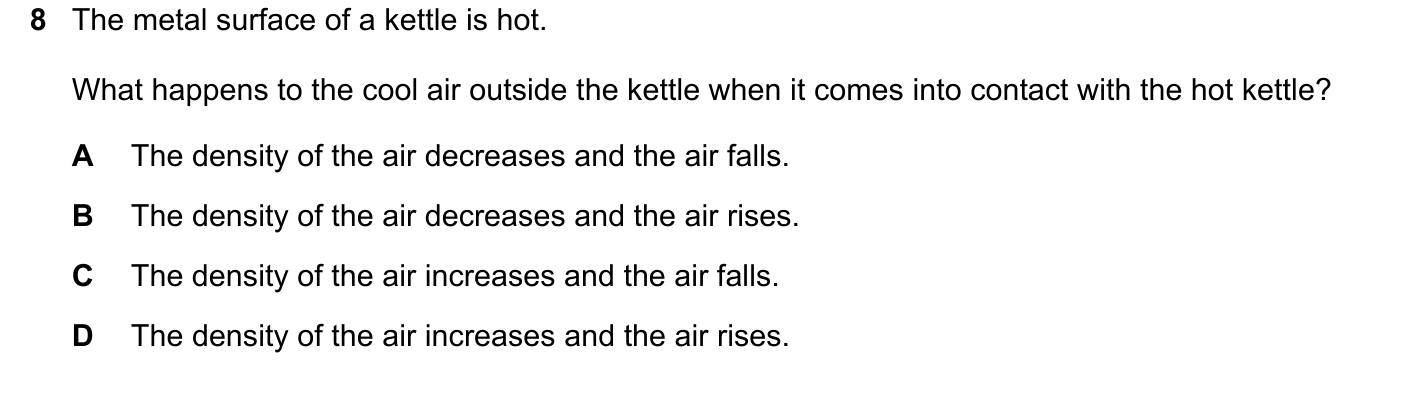 8 The metal surface of a kettle is hot.
What happens to the cool air outside the kettle when it comes into contact with the hot kettle?
A The density of the air decreases and the air falls.
B The density of the air decreases and the air rises.
C The density of the air increases and the air falls.
D The density of the air increases and the air rises.